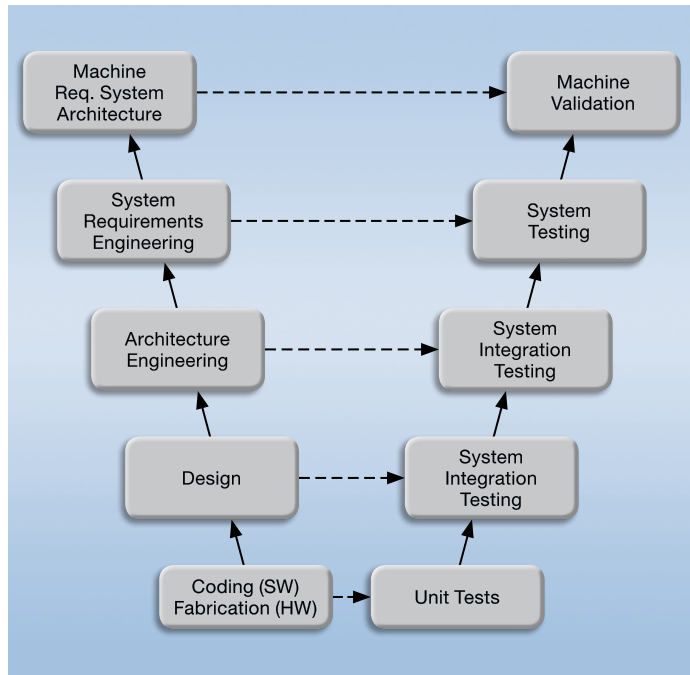 Machine
Req. System
Architecture
Machine
Validation
System
Requirements
Engineering
System
Testing
Architecture
Engineering
System
Integration
Testing
Design
System
Integration
Testing
Coding (SW)
Fabrication (HW)
Unit Tests